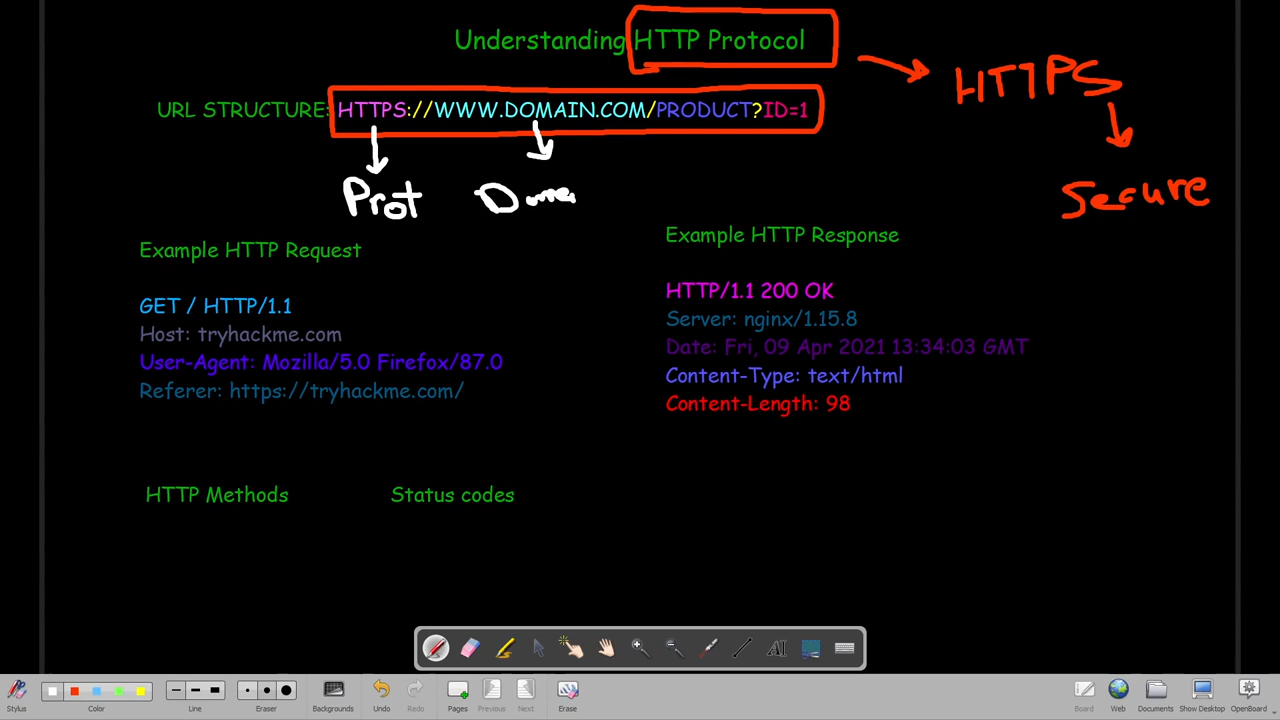 Understanding HTTP Protocol
HTTPS
URL STRUCTURE: HTTPS://WWW.DOMAIN.COM/PRODUCT?ID=1
Secure
Prot
Example HTTP Request
GET / HTTP/1.1
Host: tryhackme.com
User-Agent: Mozilla/5.0 Firefox/87.0
Referer: https://tryhackme.com/
Example HTTP Response
HTTP/1.1 200 OK
Server: nginx/1.15.8
Date: Fri, 09 Apr 2021 13:34:03 GMT
Content-Type: text/html
Content-Length: 98
HTTP Methods
Status codes
AI
Stylus Color Line Eraser Backgrounds Undo Redo Pages Previous Next Erase Board Web Documents Show Desktop OpenBoard